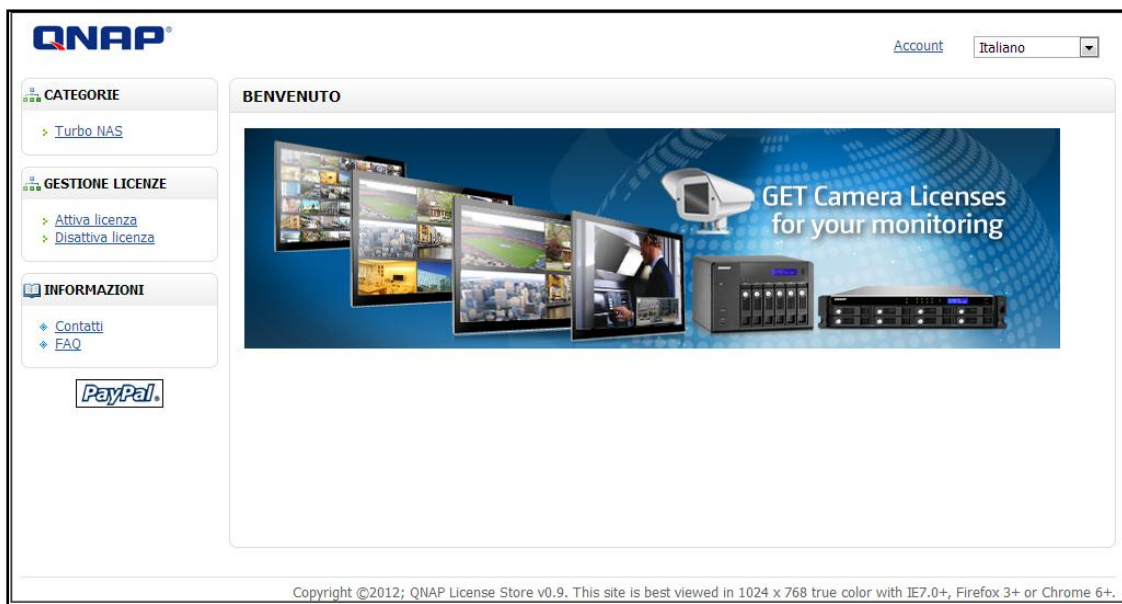 QNAP®
Account
Italiano
CATEGORIE
Turbo NAS
GESTIONE LICENZE
Attiva licenza
Disattiva licenza
INFORMAZIONI
Contatti
FAQ
PayPal®
BENVENUTO
GET Camera Licenses
for your monitoring
Copyright ©2012; QNAP License Store v0.9. This site is best viewed in 1024 x 768 true color with IE7.0+, Firefox 3+ or Chrome 6+.